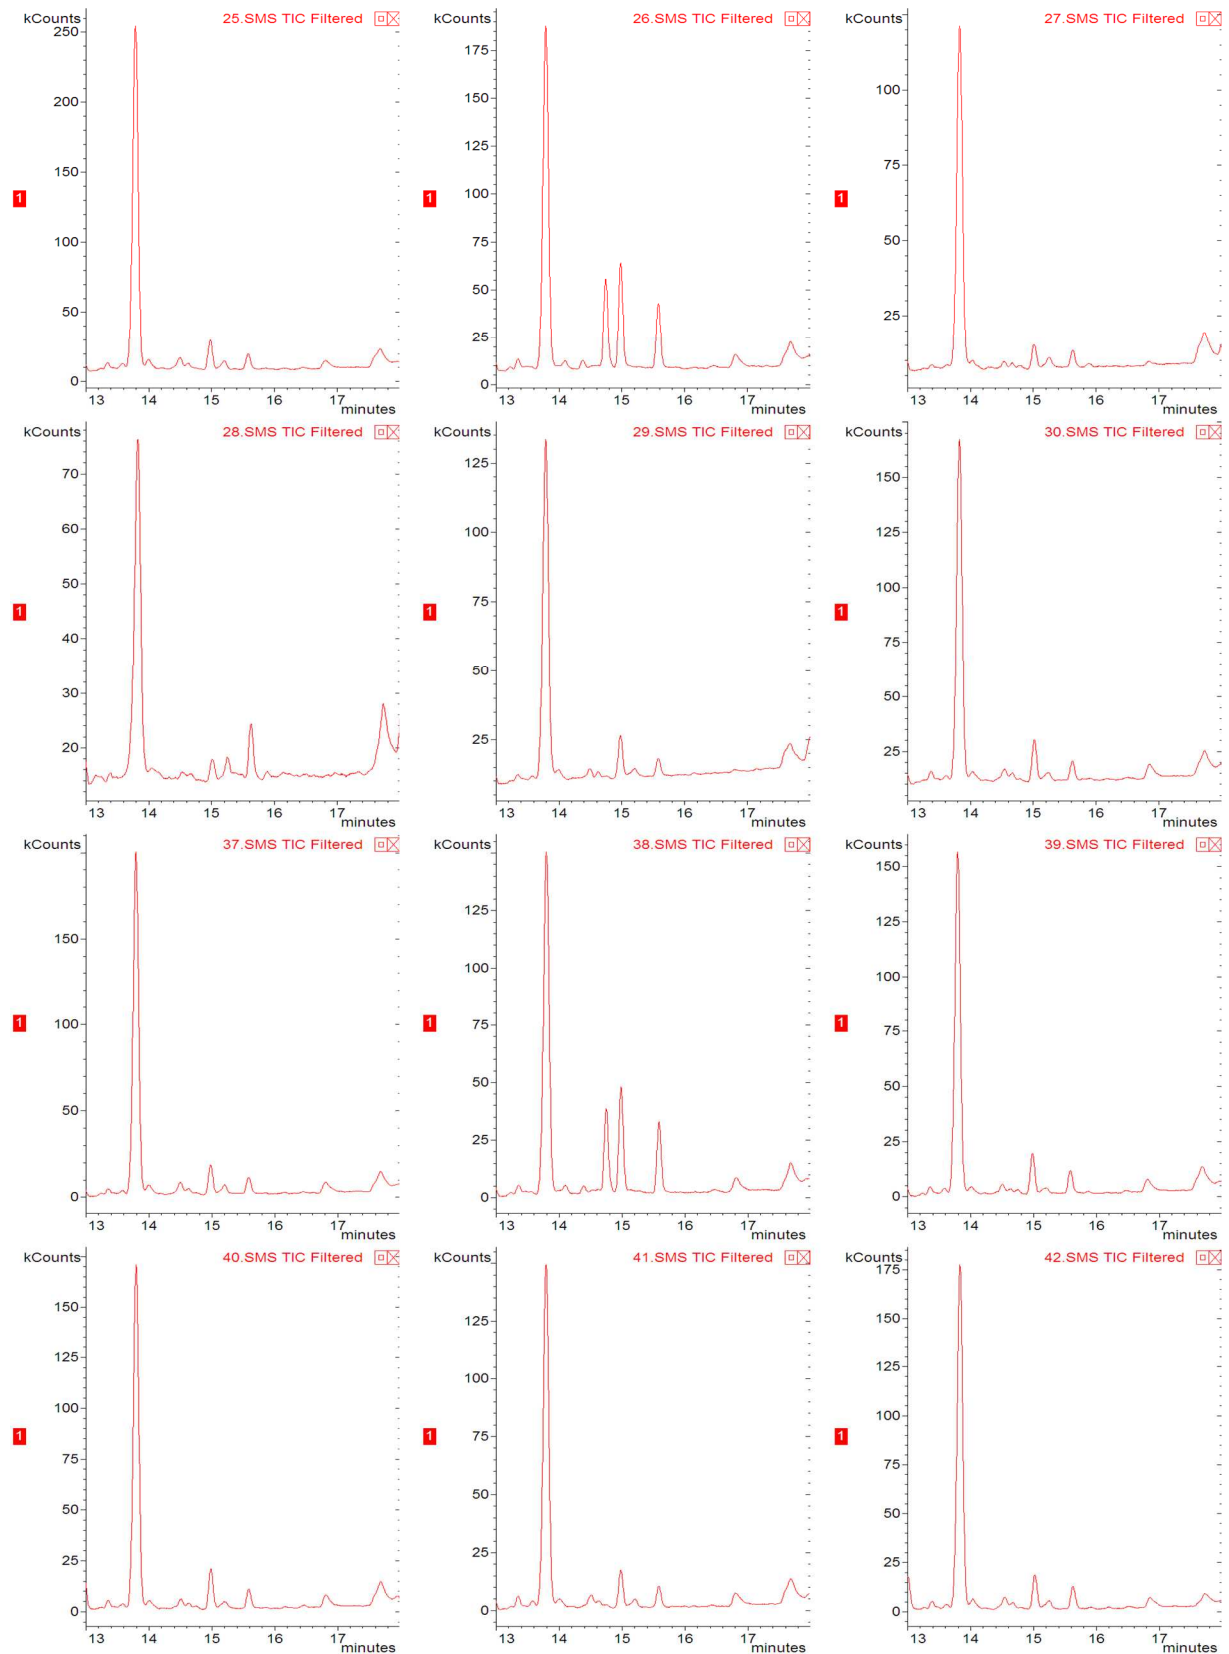 kCounts 25.SMS TIC Filtered
250
200
150
1
100
50
0
13 14 15 16 17
minutes
kCounts 26.SMS TIC Filtered
175
150
125
1
100
75
50
25
0
13 14 15 16 17
minutes
kCounts 27.SMS TIC Filtered
100
75
1
50
25
13 14 15 16 17
minutes
kCounts 28.SMS TIC Filtered
70
60
50
1
40
30
20
13 14 15 16 17
minutes
kCounts 29.SMS TIC Filtered
125
100
75
1
50
25
13 14 15 16 17
minutes
kCounts 30.SMS TIC Filtered
150
125
100
1
75
50
25
13 14 15 16 17
minutes
kCounts 37.SMS TIC Filtered
150
100
1
50
0
13 14 15 16 17
minutes
kCounts 38.SMS TIC Filtered
125
100
75
1
50
25
0
13 14 15 16 17
minutes
kCounts 39.SMS TIC Filtered
150
125
100
75
1
50
25
0
13 14 15 16 17
minutes
kCounts 40.SMS TIC Filtered
150
125
100
1
75
50
25
0
13 14 15 16 17
minutes
kCounts 41.SMS TIC Filtered
125
100
75
1
50
25
0
13 14 15 16 17
minutes
kCounts 42.SMS TIC Filtered
175
150
125
100
1
75
50
25
0
13 14 15 16 17
minutes